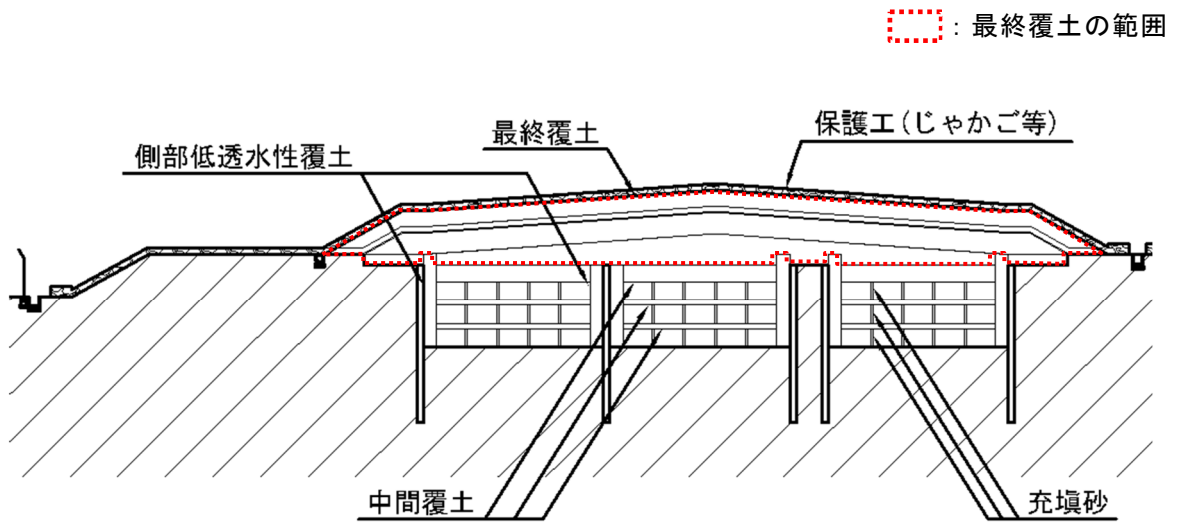 ：最終覆土の範囲
保護工(じゃかご等)
最終覆土
側部低透水性覆土
中間覆土
充塡砂